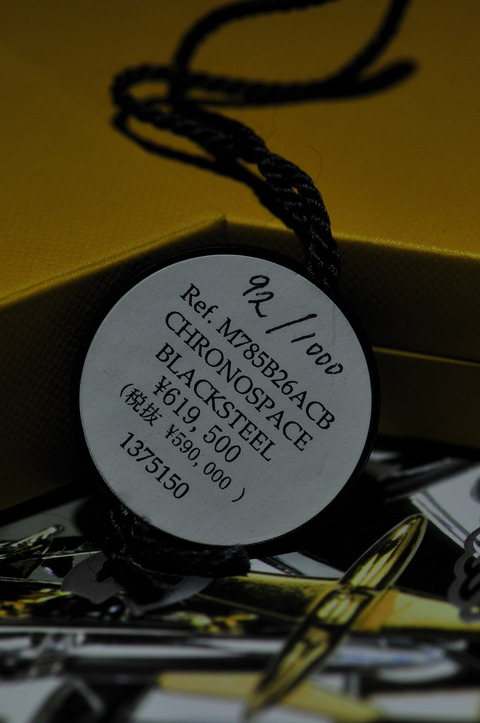 92/1000
Ref. M785B26ACB
CHRONOSPACE
BLACKSTEEL
¥619,500
(税抜 ¥590,000 )
1375150